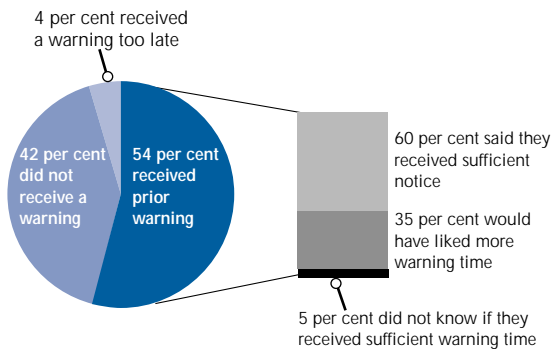 4 per cent received
a warning too late
42 per cent
did not
receive a
warning
54 per cent
received
prior
warning
60 per cent said they
received sufficient
notice
35 per cent would
have liked more
warning time
5 per cent did not know if they
received sufficient warning time